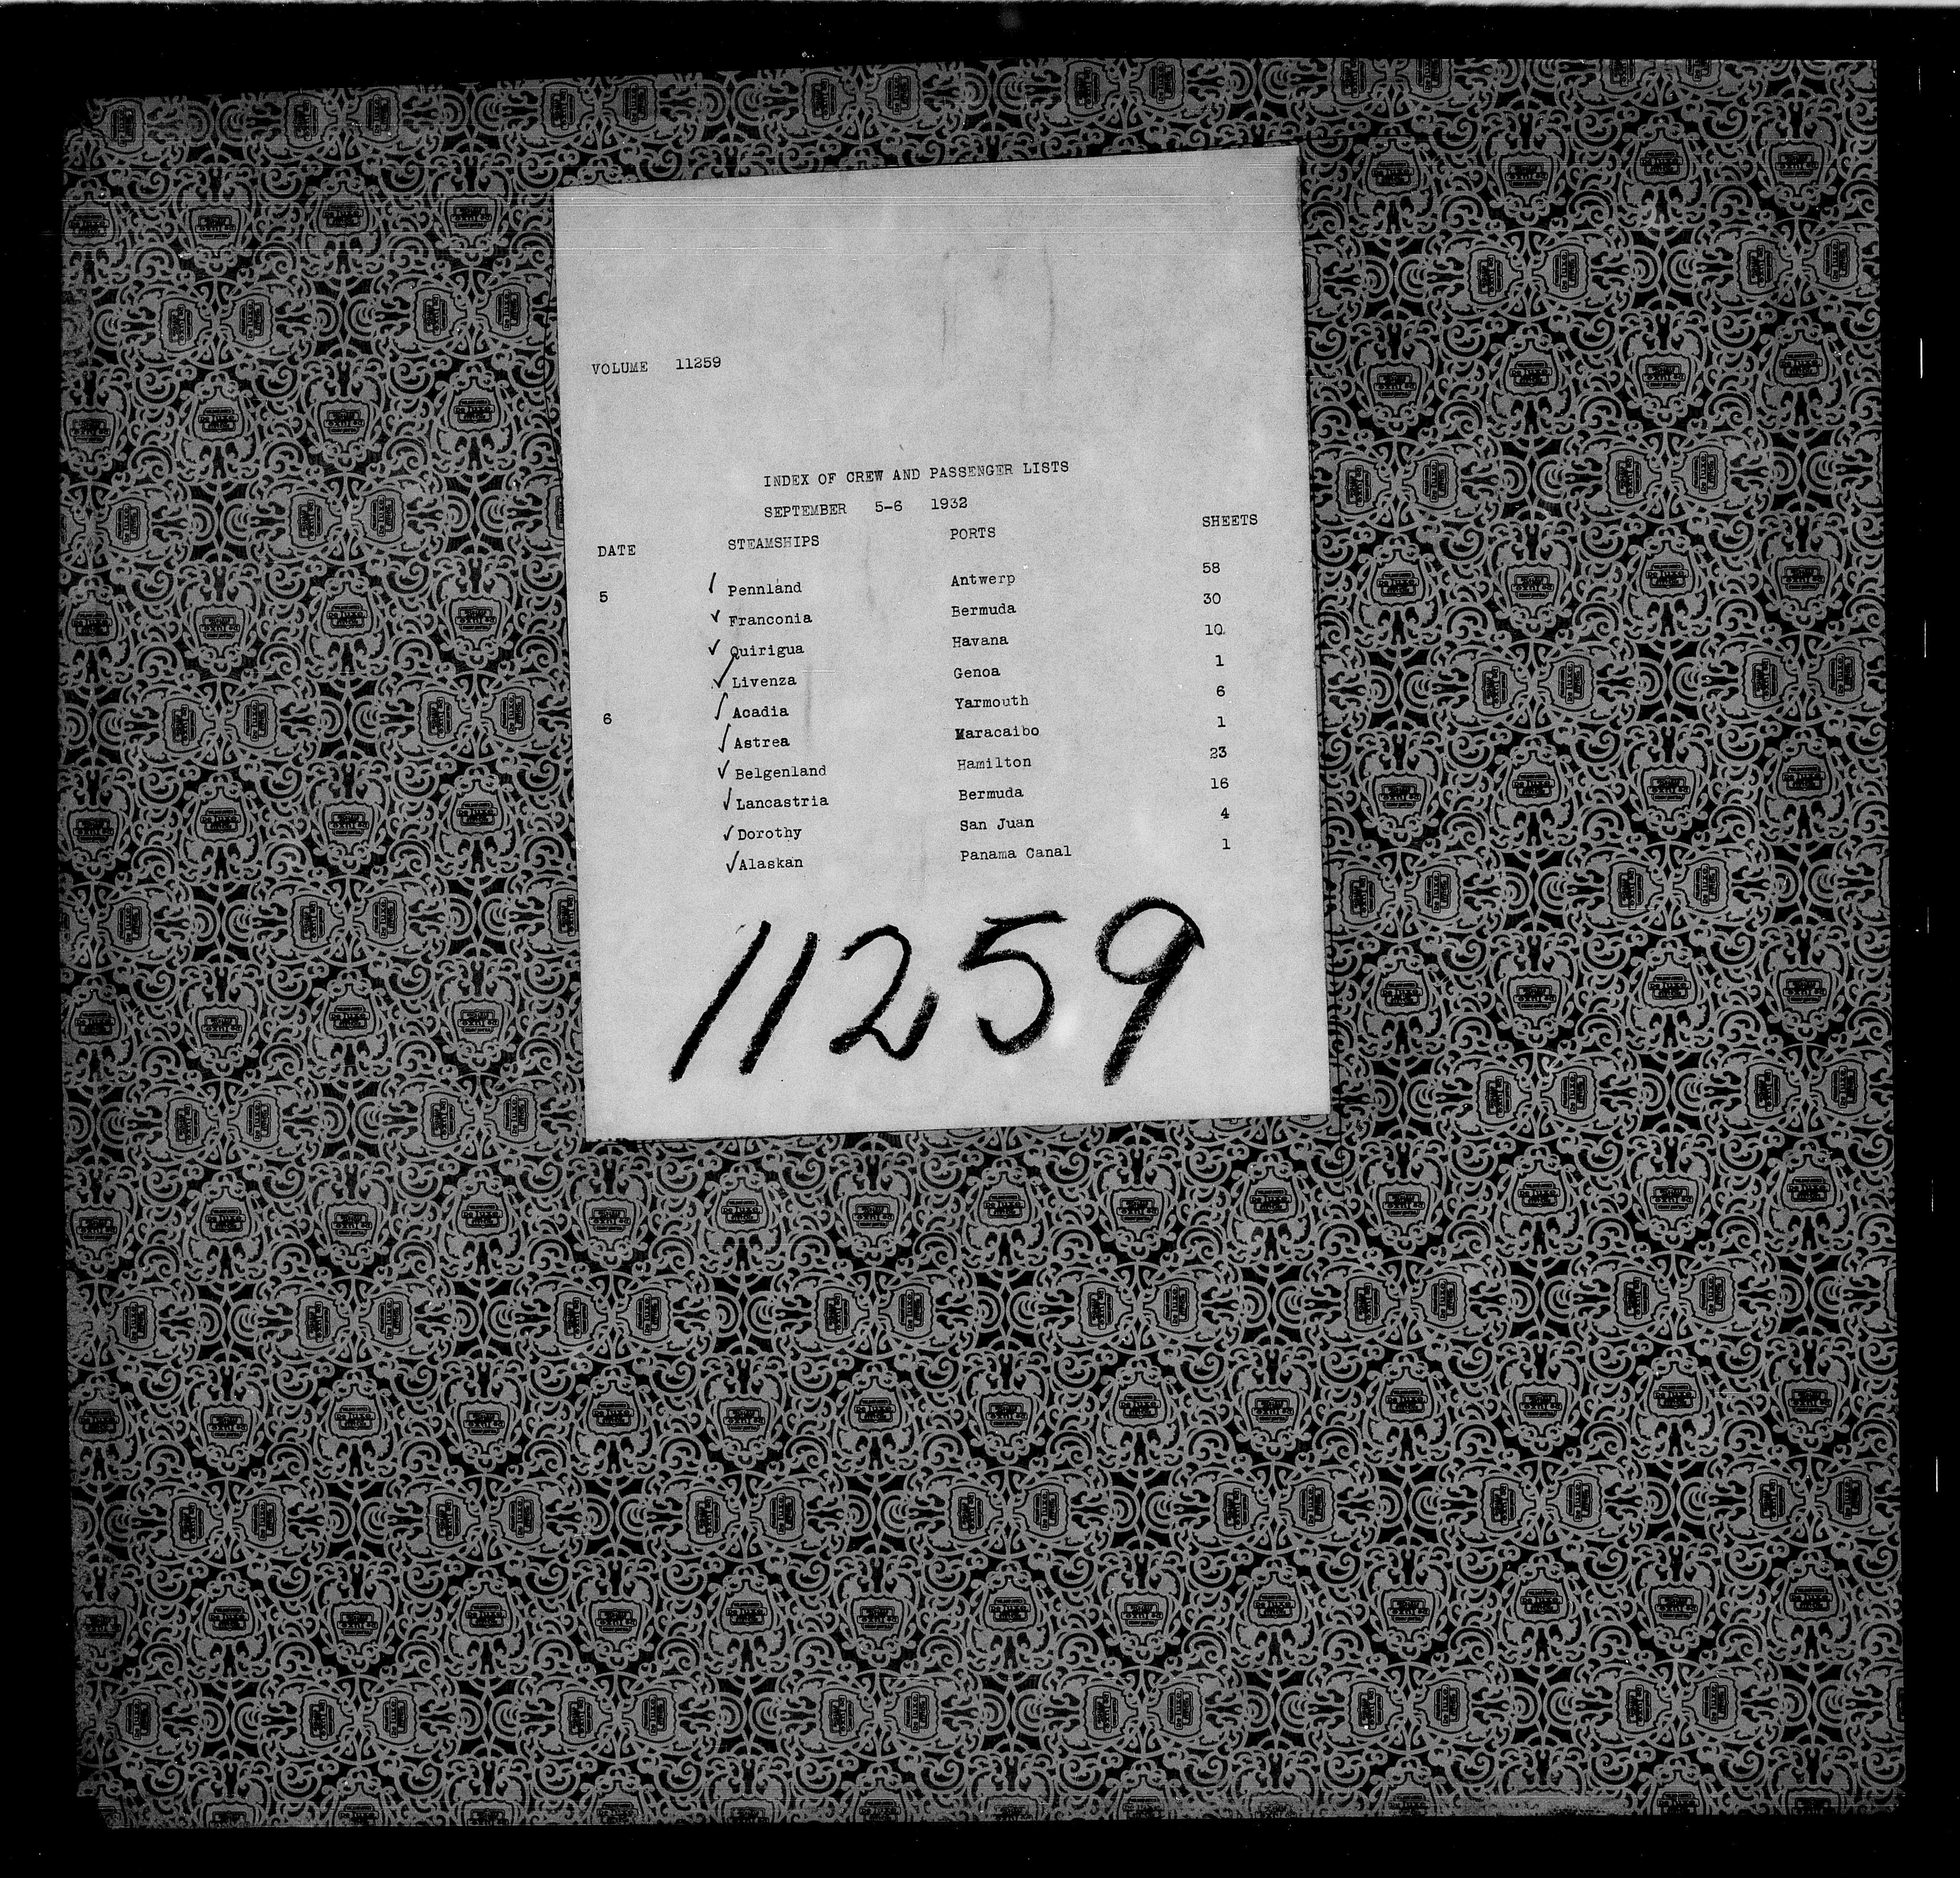 VOLUME 11259
INDEX OF CREW AND PASSENGER LISTS
SEPTEMBER 5-6 1932
DATE STEAMSHIPS PORTS SHEETS
5 ✓ Pennland Antwerp 58
✓ Franconia Bermuda 30
✓ Quirigua Havana 10
✓ Livenza Genoa 1
6 ✓ Acadia Yarmouth 6
✓ Astrea Maracaibo 1
✓ Belgenland Hamilton 23
✓ Lancastria Bermuda 16
✓ Dorothy San Juan 4
✓ Alaskan Panama Canal 1
11259
De luxe